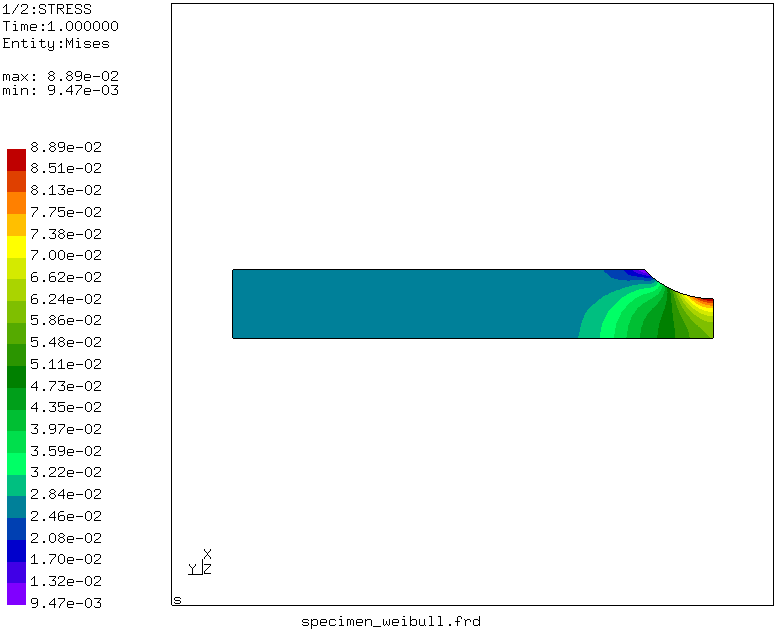 1/2:STRESS
Time:1.000000
Entity:Mises
max: 8.89e-02
min: 9.47e-03
8.89e-02
8.51e-02
8.13e-02
7.75e-02
7.38e-02
7.00e-02
6.62e-02
6.24e-02
5.86e-02
5.48e-02
5.11e-02
4.73e-02
4.35e-02
3.97e-02
3.59e-02
3.22e-02
2.84e-02
2.46e-02
2.08e-02
1.70e-02
1.32e-02
9.47e-03
X
Y Z
S
specimen_weibull.frd